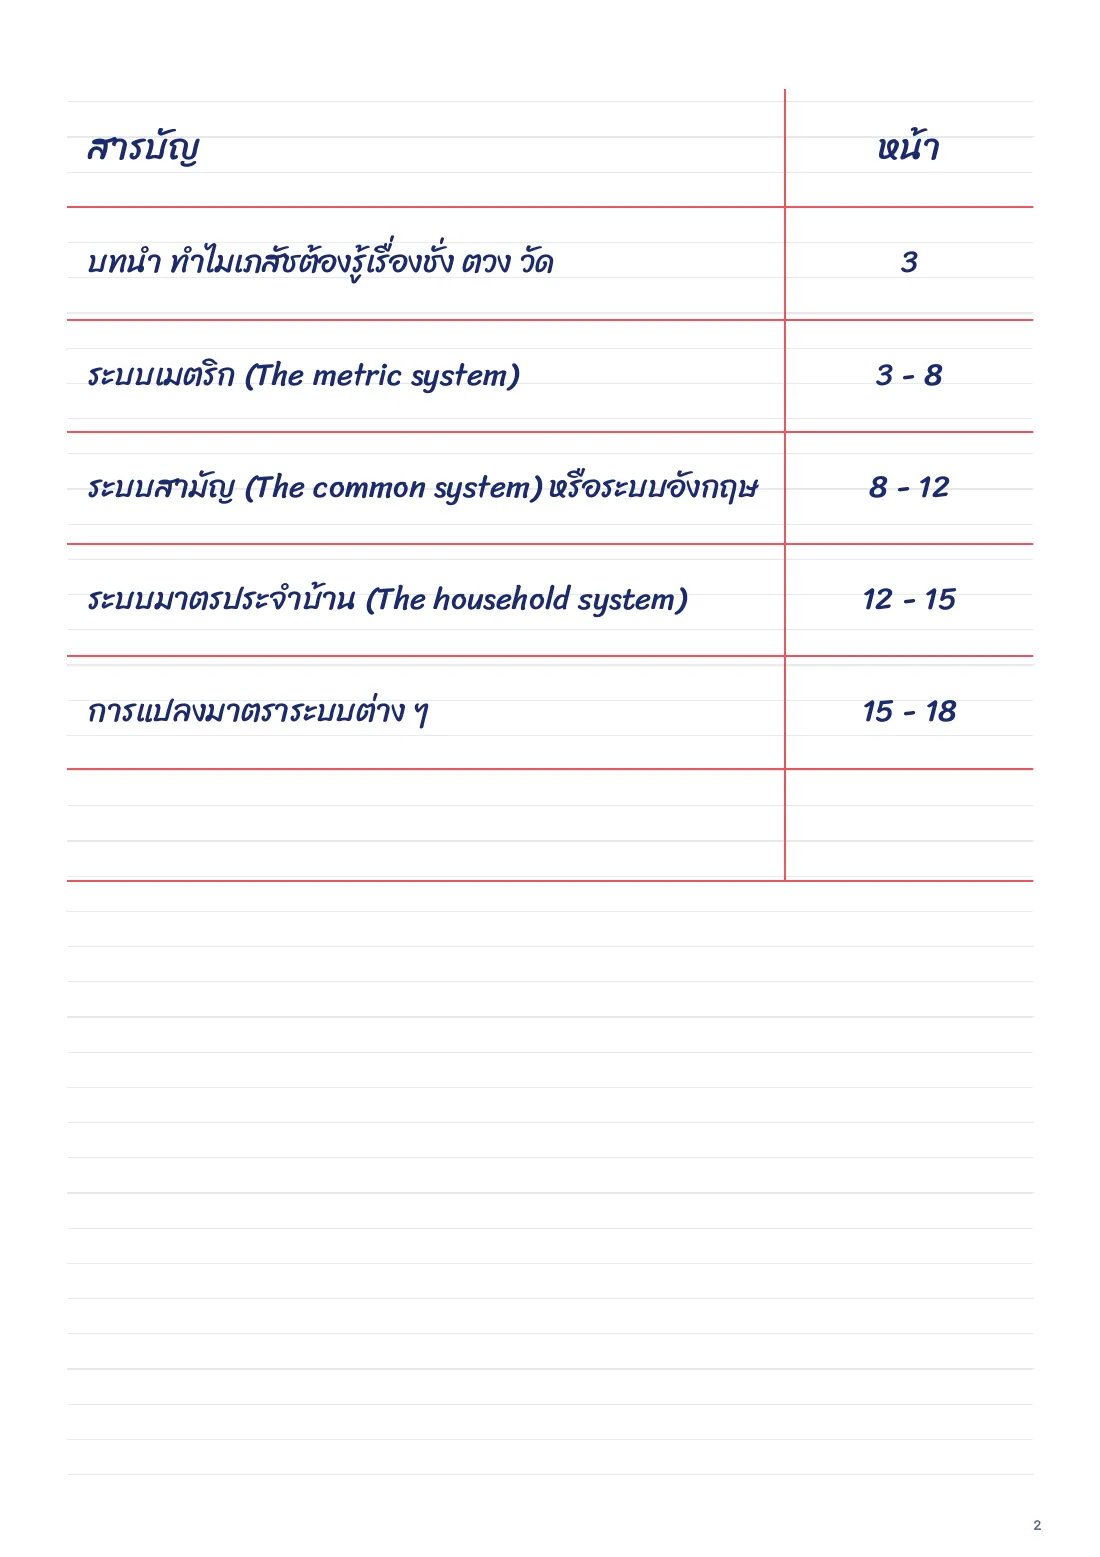 สารบัญ หน้า
บทนำ ทำไมเภสัชต้องรู้เรื่องชั่ง ตวง วัด 3
ระบบเมตริก (The metric system) 3 - 8
ระบบสามัญ (The common system) หรือระบบอังกฤษ 8 - 12
ระบบมาตรประจำบ้าน (The household system) 12 - 15
การแปลงมาตราระบบต่าง ๆ 15 - 18
2